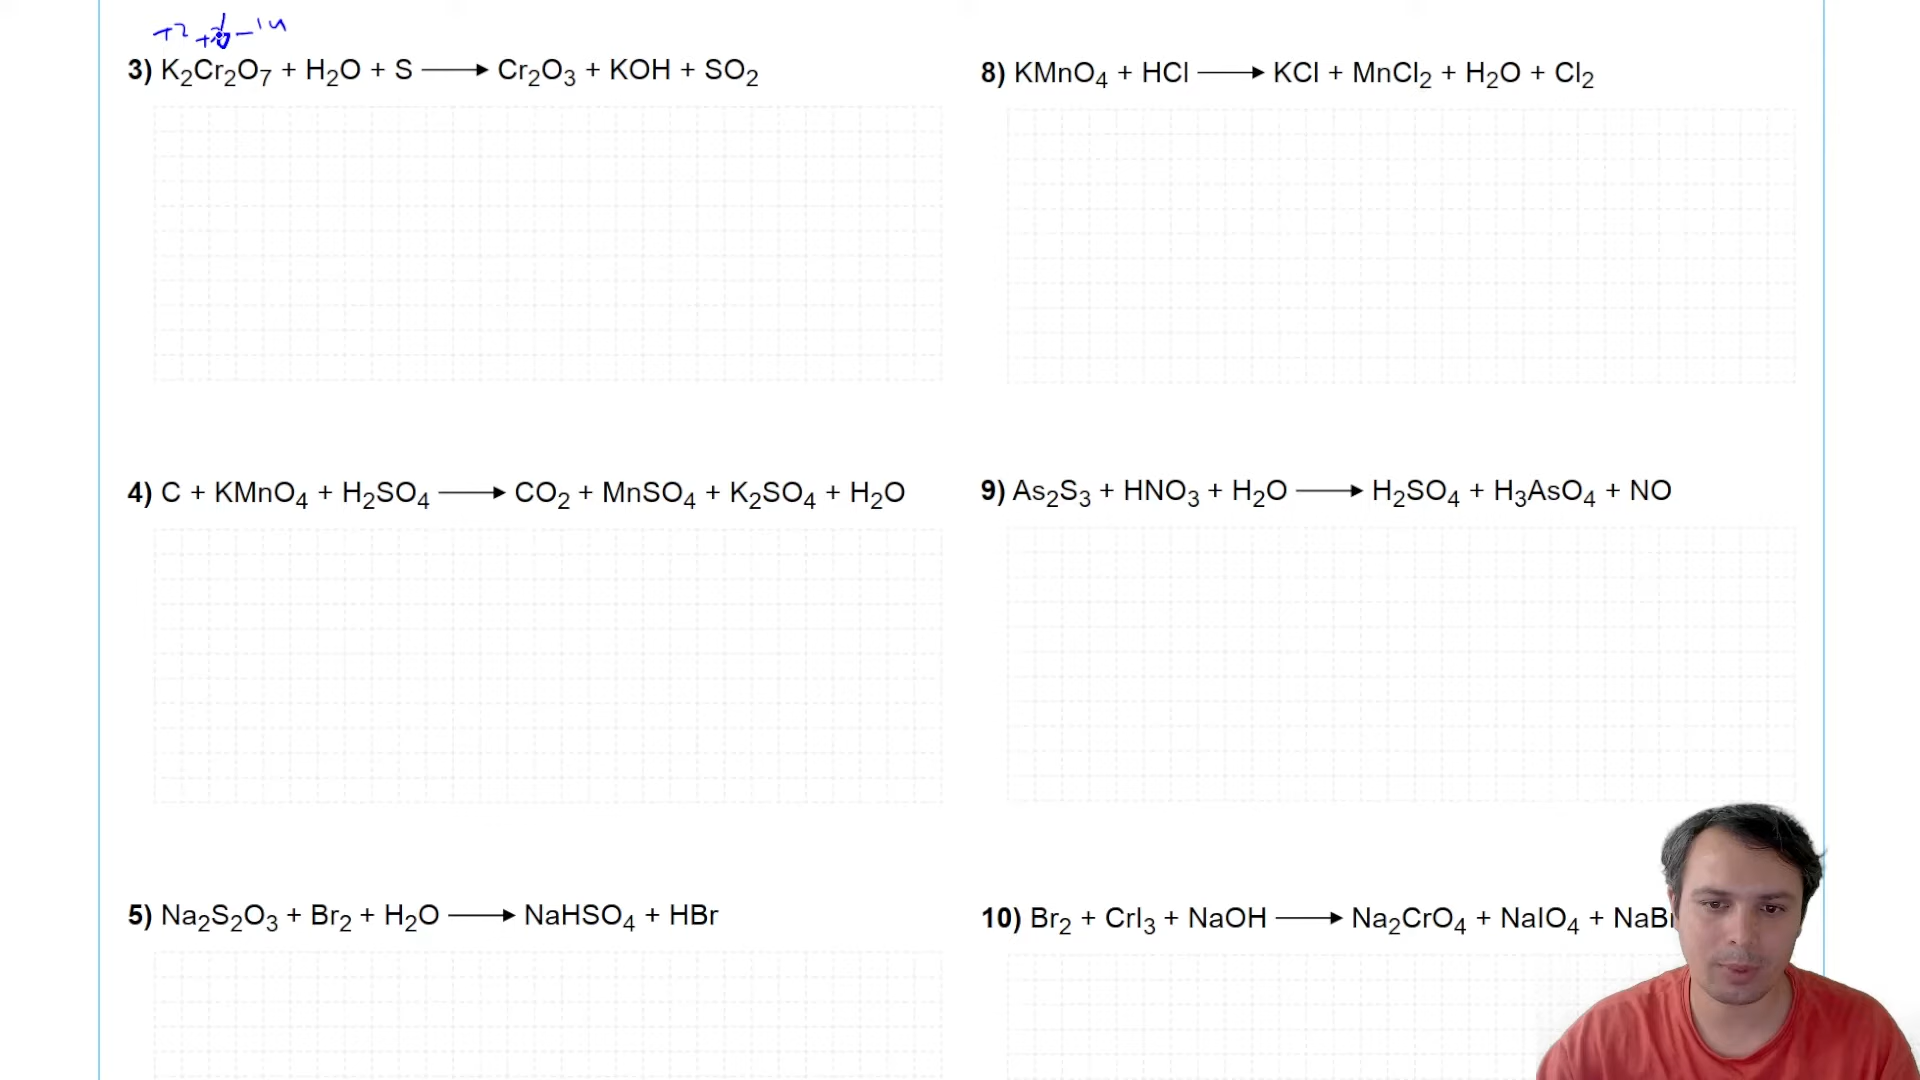 +2 -14
3) K2Cr2O7 + H2O + S ⟶ Cr2O3 + KOH + SO2
4) C + KMnO4 + H2SO4 ⟶ CO2 + MnSO4 + K2SO4 + H2O
5) Na2S2O3 + Br2 + H2O ⟶ NaHSO4 + HBr
8) KMnO4 + HCl ⟶ KCl + MnCl2 + H2O + Cl2
9) As2S3 + HNO3 + H2O ⟶ H2SO4 + H3AsO4 + NO
10) Br2 + CrI3 + NaOH ⟶ Na2CrO4 + NaIO4 + NaBr